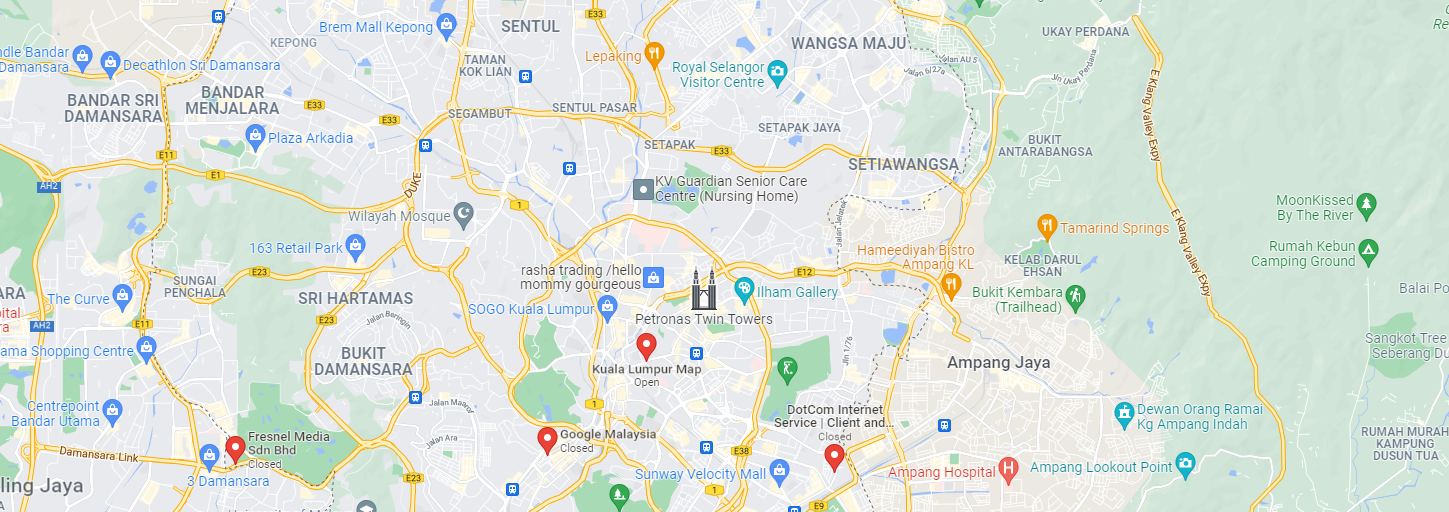 SENTUL
E33
Brem Mall Kepong
KEPONG
UKAY PERDANA
WANGSA MAJU
Lepaking
Royal Selangor
Visitor Centre
Jalan AU 5
Jalan 6/27a
Jln Ukay Perdana
E Klang Valley Expy
ndle Bandar
Damansara
Decathlon Sri Damansara
TAMAN
KOK LIAN
BANDAR SRI
DAMANSARA
BANDAR
MENJALARA
E33
E33
SEGAMBUT
SENTUL PASAR
SETAPAK JAYA
Plaza Arkadia
SETAPAK
E33
BUKIT
ANTARABANGSA
SETIAWANGSA
E11
E1
AH2
DUKE
KV Guardian Senior Care
Centre (Nursing Home)
1
Wilayah Mosque
Jalan Jelatek
MoonKissed
By The River
Tamarind Springs
E Klang Valley Expy
163 Retail Park
Hameediyah Bistro
Ampang KL
Rumah Kebun
Camping Ground
KELAB DARUL
EHSAN
E23
E12
rasha trading /hello
mommy gourgeous
SUNGAI
PENCHALA
The Curve
SRI HARTAMAS
Ilham Gallery
Bukit Kembara
(Trailhead)
Balai Po
ARA
pital
ra
SOGO Kuala Lumpur
Petronas Twin Towers
E23
Jalan Beringin
AH2
E11
ama Shopping Centre
Jln 1/76
Sangkot Tree
Seberang Du
BUKIT
DAMANSARA
Kuala Lumpur Map
Open
Ampang Jaya
1
Jalan Maarof
Centrepoint
Bandar Utama
DotCom Internet
Service | Client and...
Closed
Dewan Orang Ramai
Kg Ampang Indah
Fresnel Media
Sdn Bhd
Closed
Google Malaysia
Closed
Jalan Ara
RUMAH MURAH
KAMPUNG
DUSUN TUA
Damansara Link
E38
3 Damansara
E23
Sunway Velocity Mall
Ampang Hospital
Ampang Lookout Point
ling Jaya
1
E9